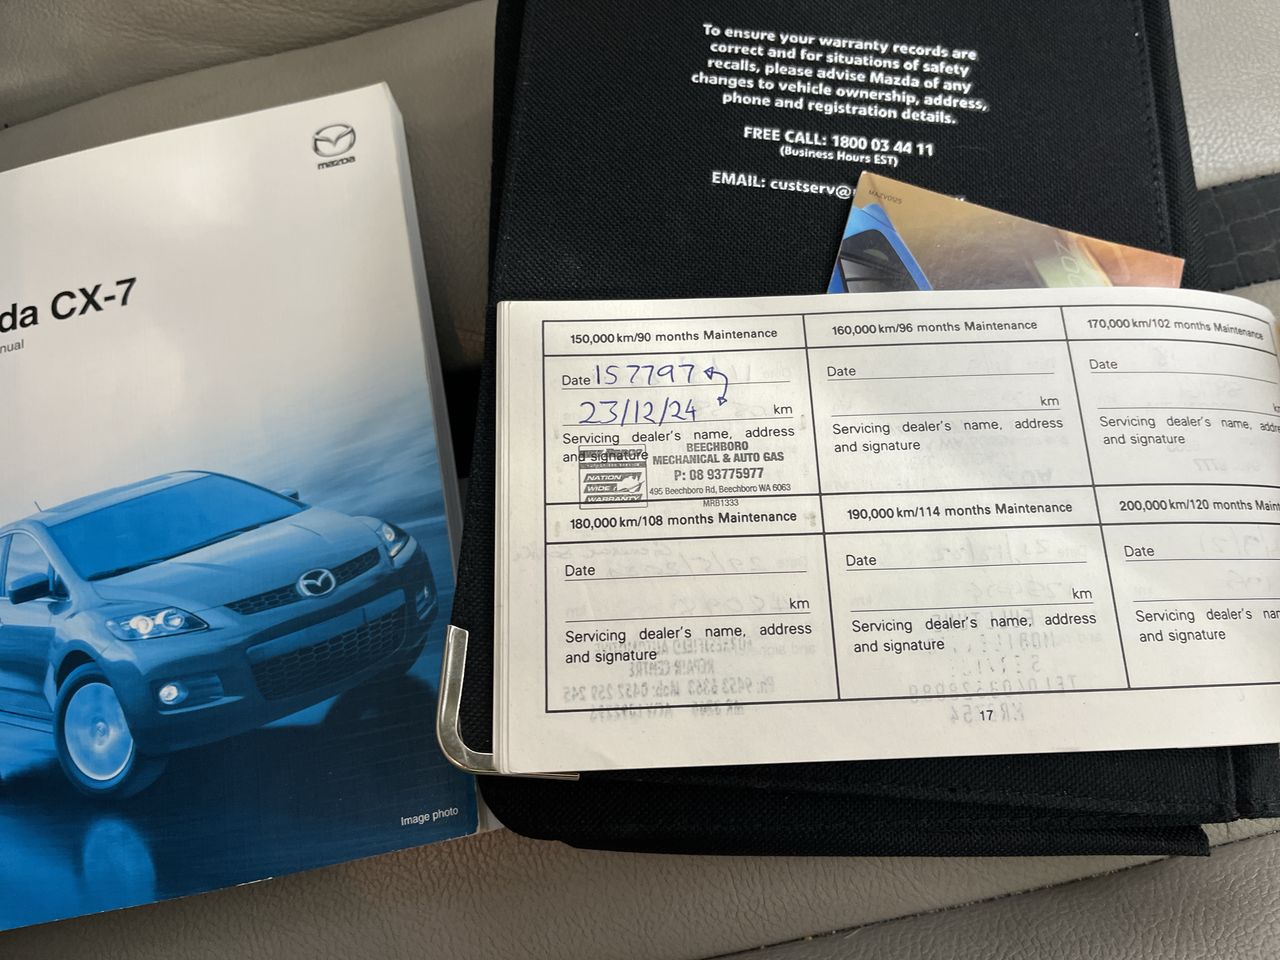 To ensure your warranty records are
correct and for situations of safety
recalls, please advise Mazda of any
changes to vehicle ownership, address,
phone and registration details.
FREE CALL: 1800 03 44 11
(Business Hours EST)
EMAIL: custserv@
mazda
da CX-7
nual
Image photo
MAZV0125
150,000 km/90 months Maintenance
Date 157797
23/12/24 km
Servicing dealer's name, address
and signature
BEECHBORO
MECHANICAL & AUTO GAS
P: 08 93775977
495 Beechboro Rd, Beechboro WA 6063
MRB1333
NATION
WIDE
WARRANTY
160,000 km/96 months Maintenance
Date
km
Servicing dealer's name, address
and signature
170,000 km/102 months Maintenance
Date
k
Servicing dealer's name, addre
and signature
180,000 km/108 months Maintenance
Date
km
Servicing dealer's name, address
and signature
190,000 km/114 months Maintenance
Date
km
Servicing dealer's name, address
and signature
200,000 km/120 months Maint
Date
Servicing dealer's nar
and signature
17